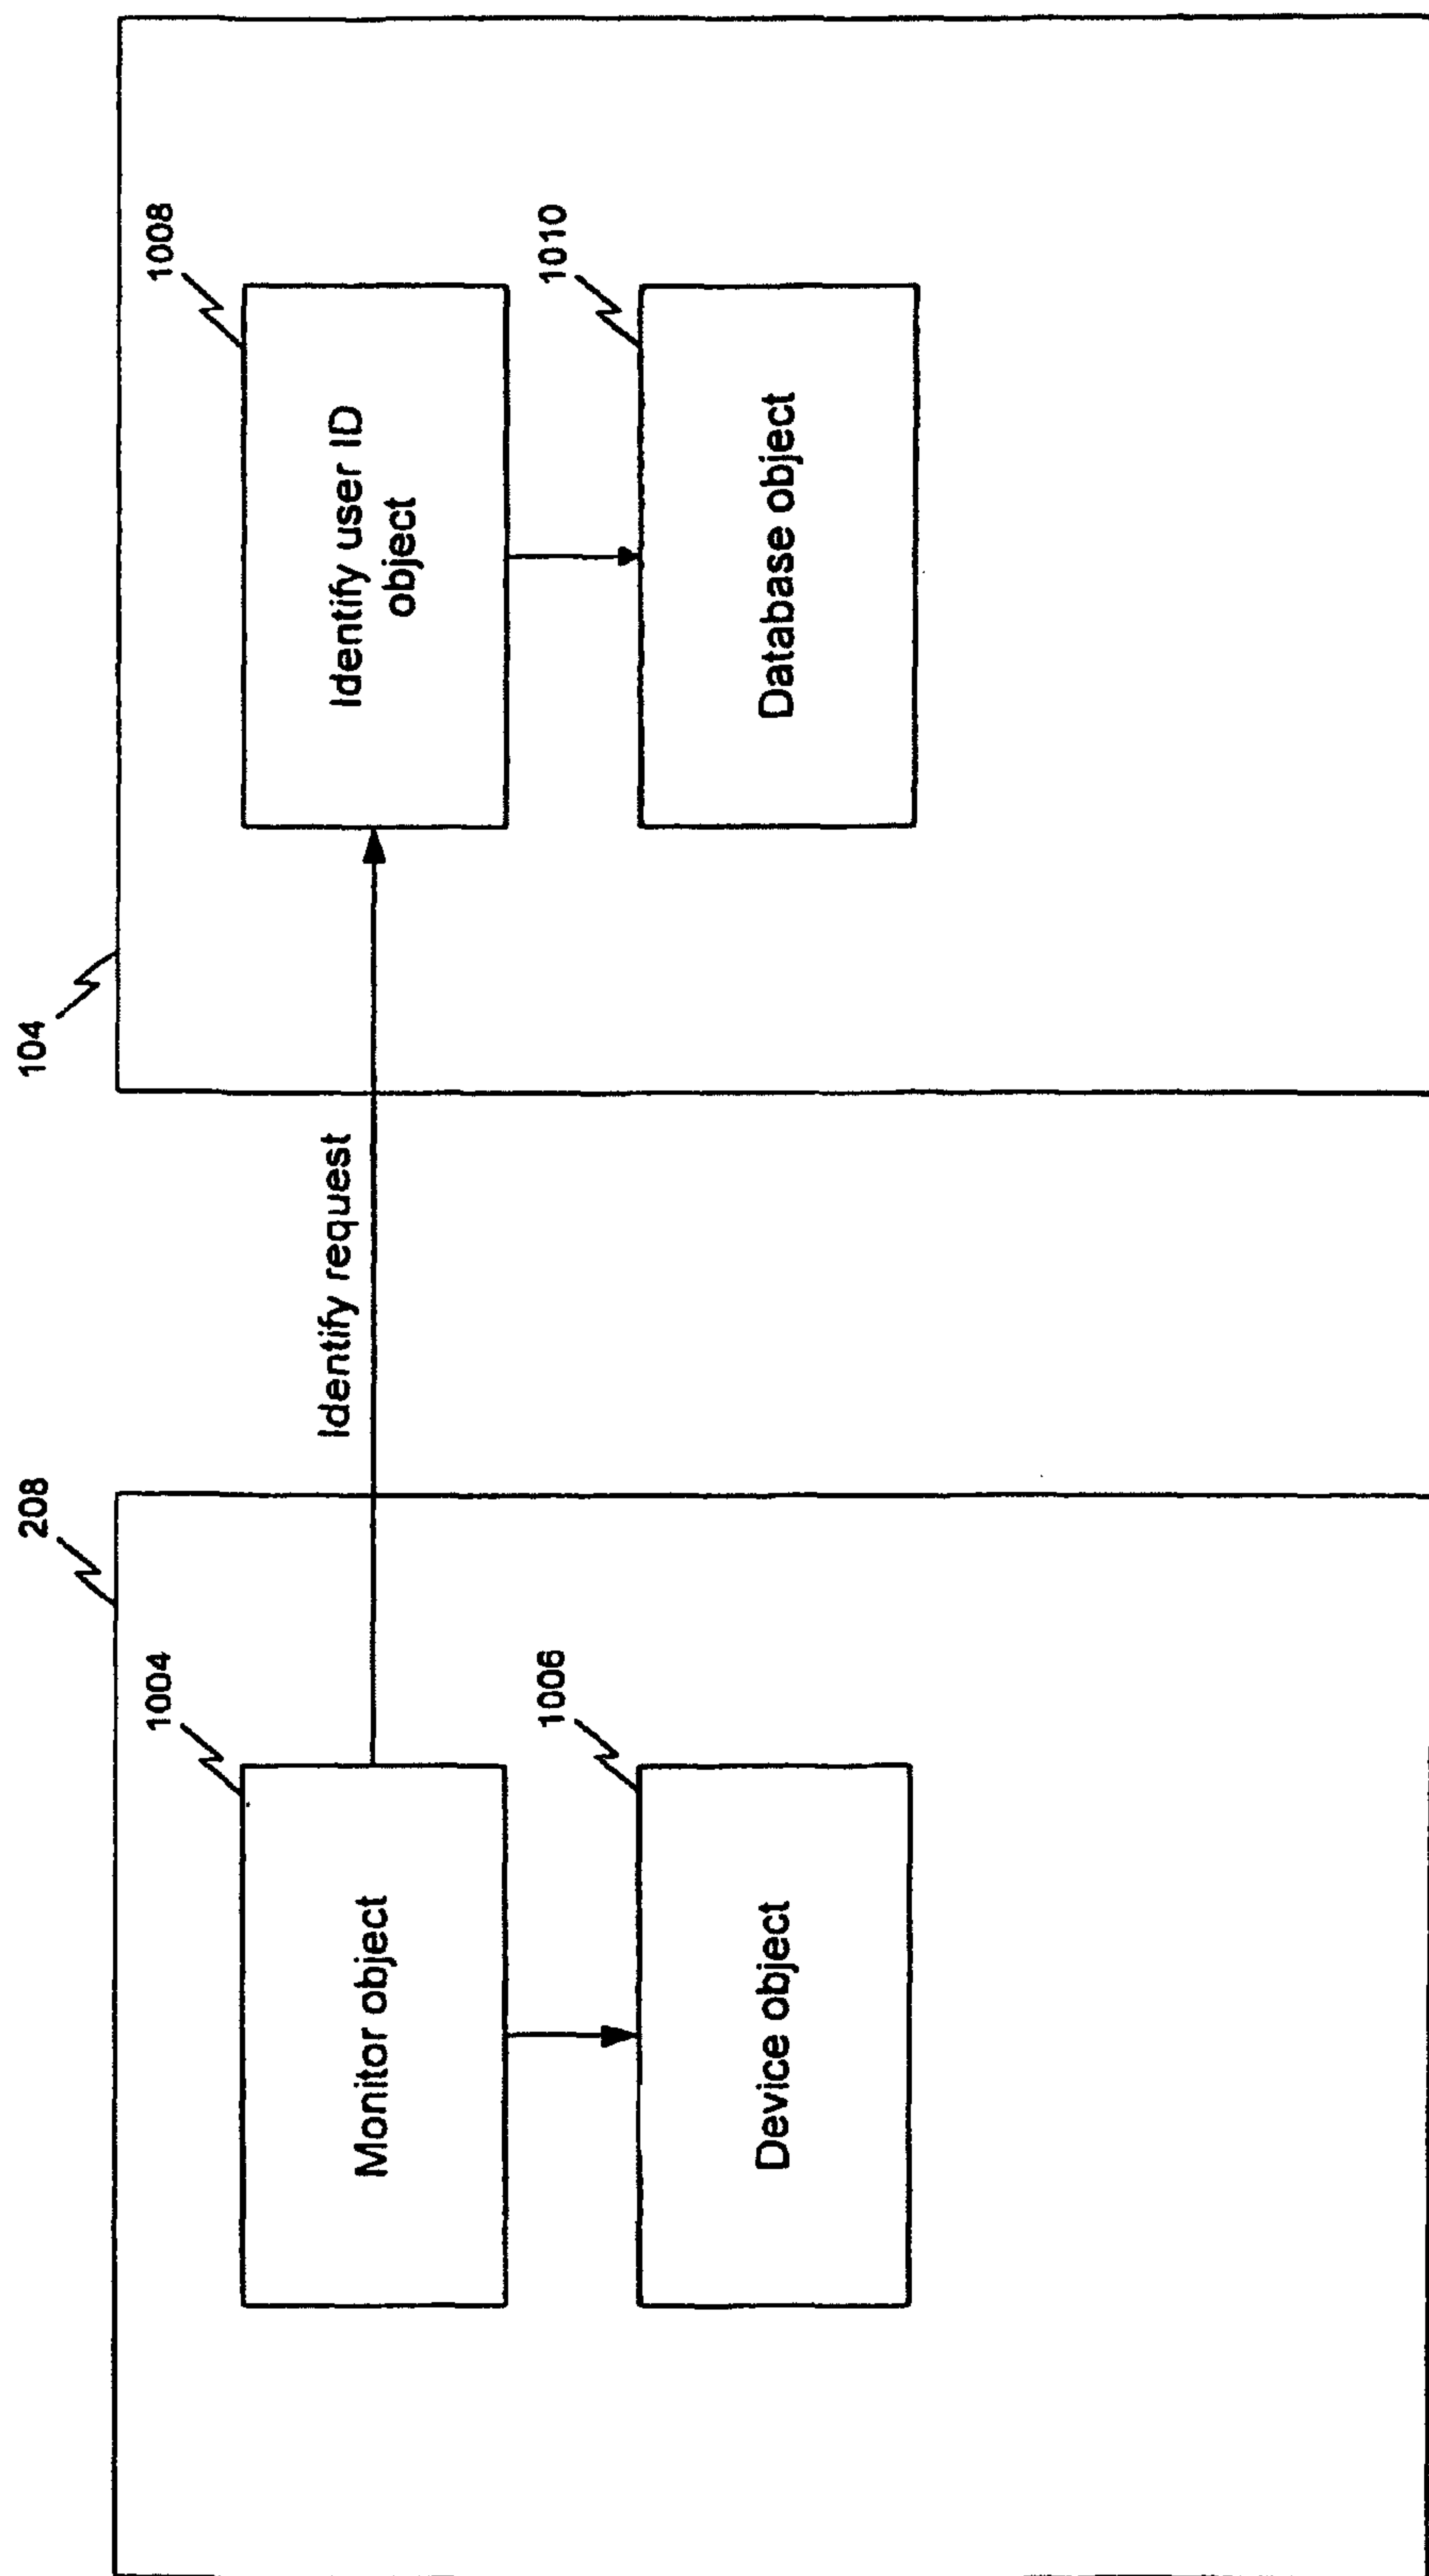 208
1004
Monitor object
1006
Device object
Identify request
104
1008
Identify user ID
object
1010
Database object